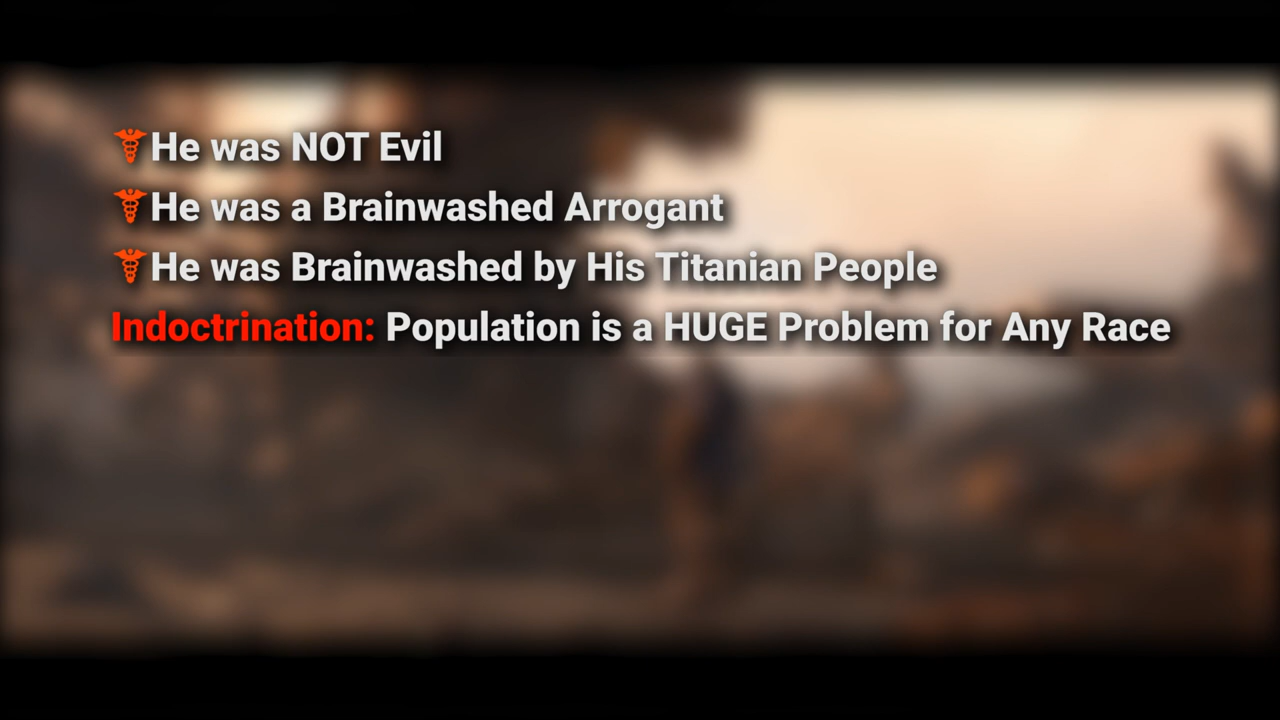 He was NOT Evil
He was a Brainwashed Arrogant
He was Brainwashed by His Titanian People
Indoctrination: Population is a HUGE Problem for Any Race